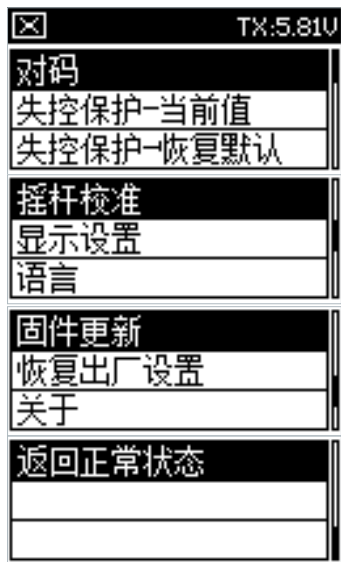 TX:5.81V
对码
失控保护-当前值
失控保护→恢复默认
摇杆校准
显示设置
语言
固件更新
恢复出厂设置
关于
返回正常状态